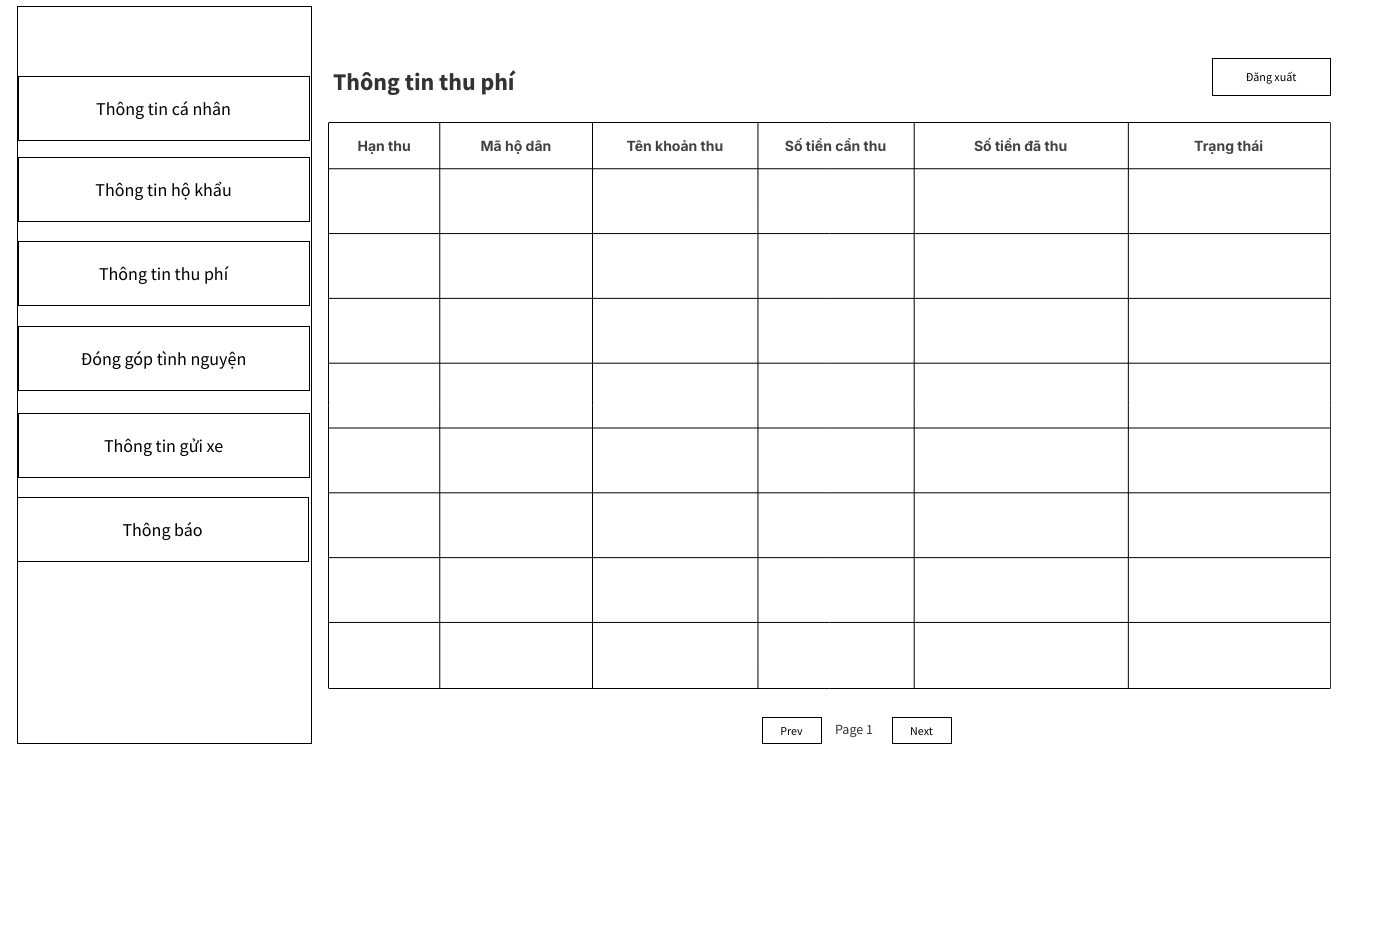 Thông tin cá nhân
Thông tin hộ khẩu
Thông tin thu phí
Đóng góp tình nguyện
Thông tin gửi xe
Thông báo
Thông tin thu phí
Đăng xuất
Hạn thu Mã hộ dân Tên khoản thu Số tiền cần thu Số tiền đã thu Trạng thái
Prev Page 1 Next